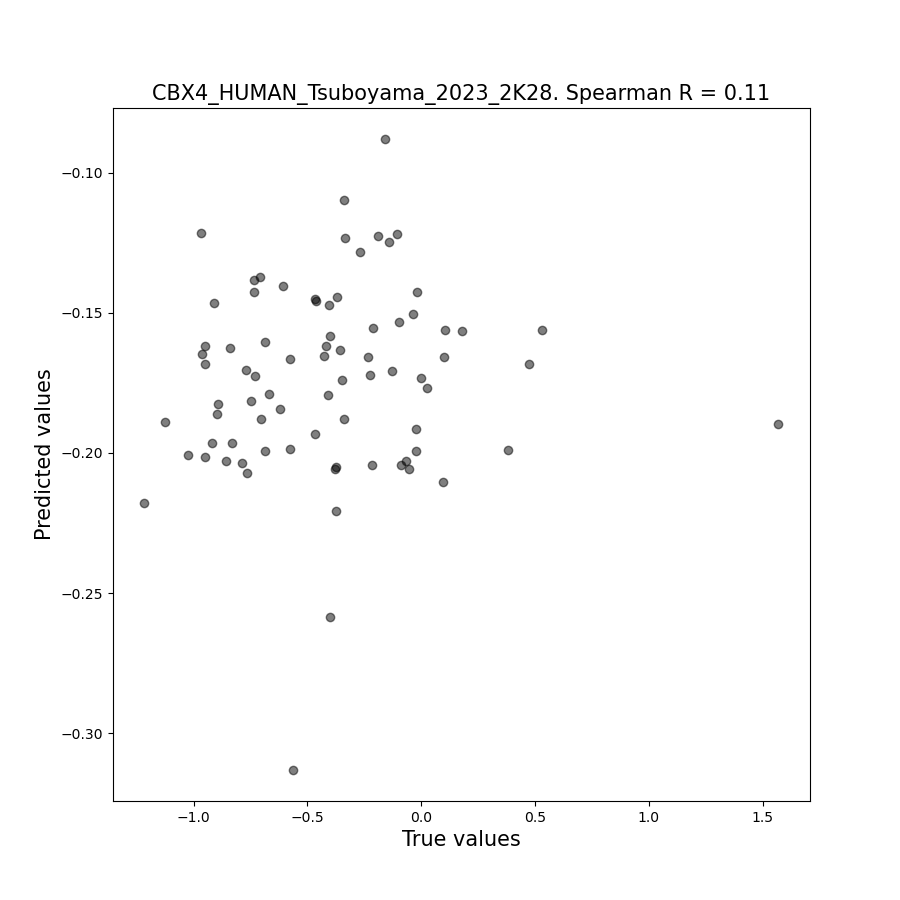 CBX4_HUMAN_Tsuboyama_2023_2K28. Spearman R = 0.11
Predicted values
−0.10
−0.15
−0.20
−0.25
−0.30
−1.0 −0.5 0.0 0.5 1.0 1.5
True values